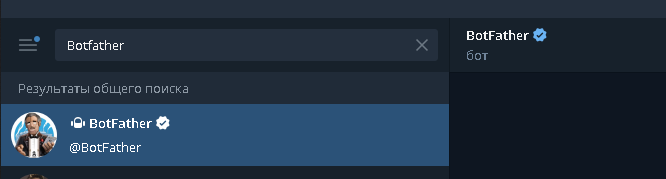 Botfather
BotFather
бот
Результаты общего поиска
BotFather
@BotFather